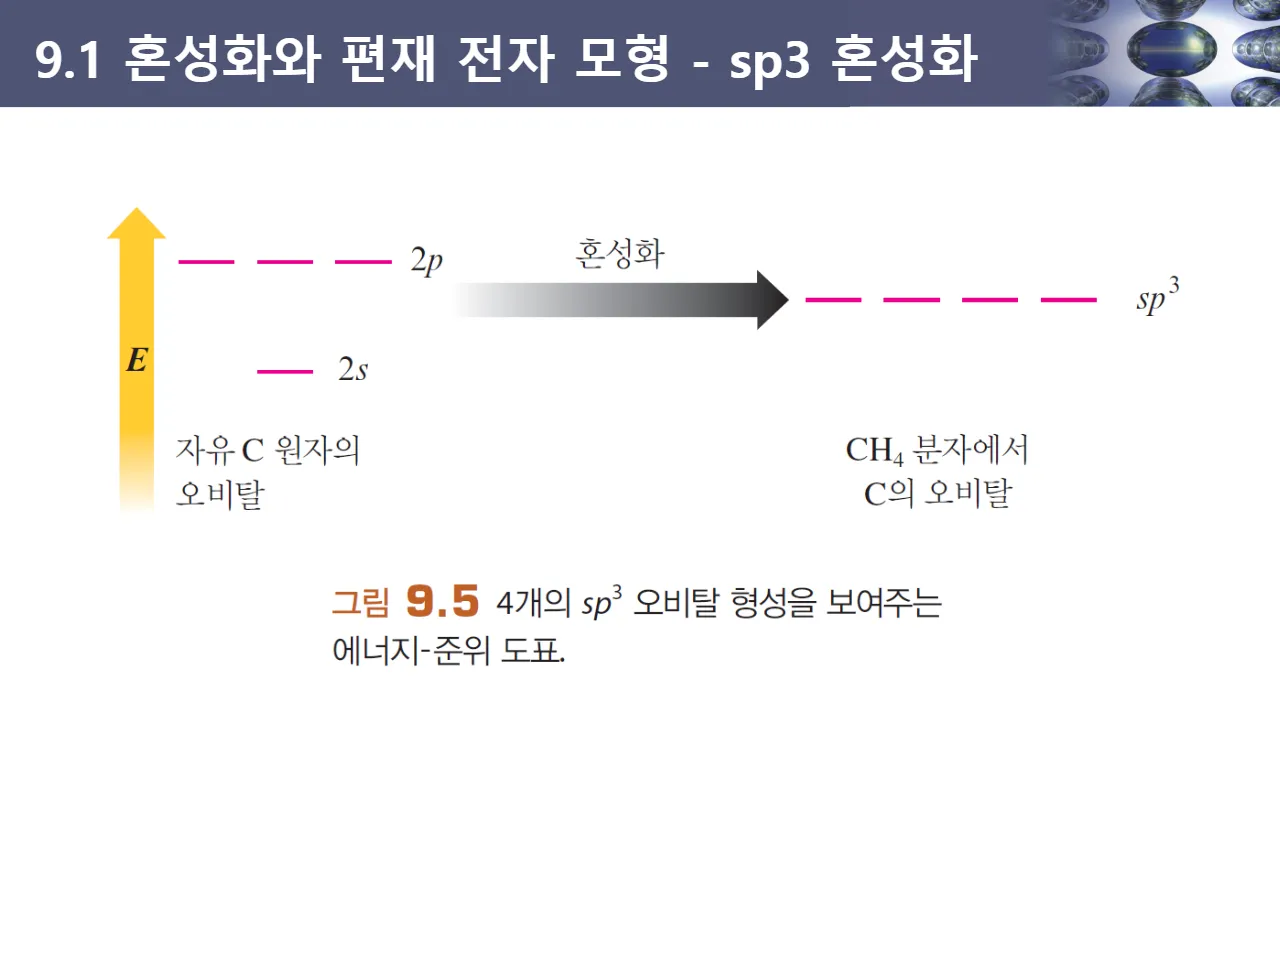 9.1 혼성화와 편재 전자 모형 - sp3 혼성화
2p
혼성화
sp³
E
2s
자유 C 원자의
오비탈
CH₄ 분자에서
C의 오비탈
그림 9.5 4개의 sp³ 오비탈 형성을 보여주는
에너지-준위 도표.